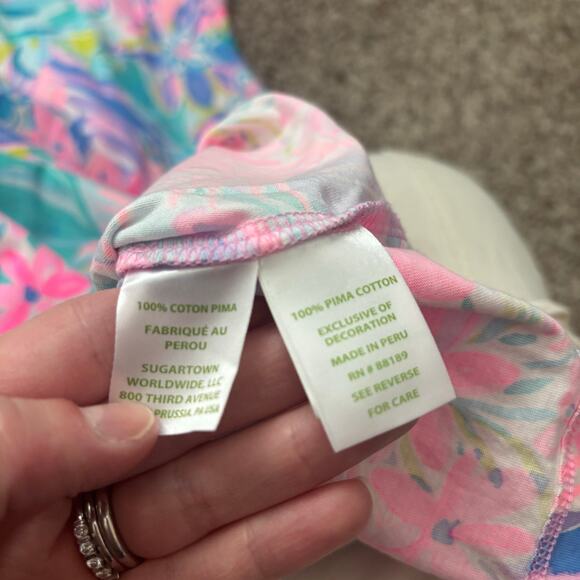 100% COTON PIMA
FABRIQUÉ AU
PEROU
SUGARTOWN
WORLDWIDE, LLC
800 THIRD AVENUE
PRUSSIA, PA USA
100% PIMA COTTON
EXCLUSIVE OF
DECORATION
MADE IN PERU
RN # 88189
SEE REVERSE
FOR CARE